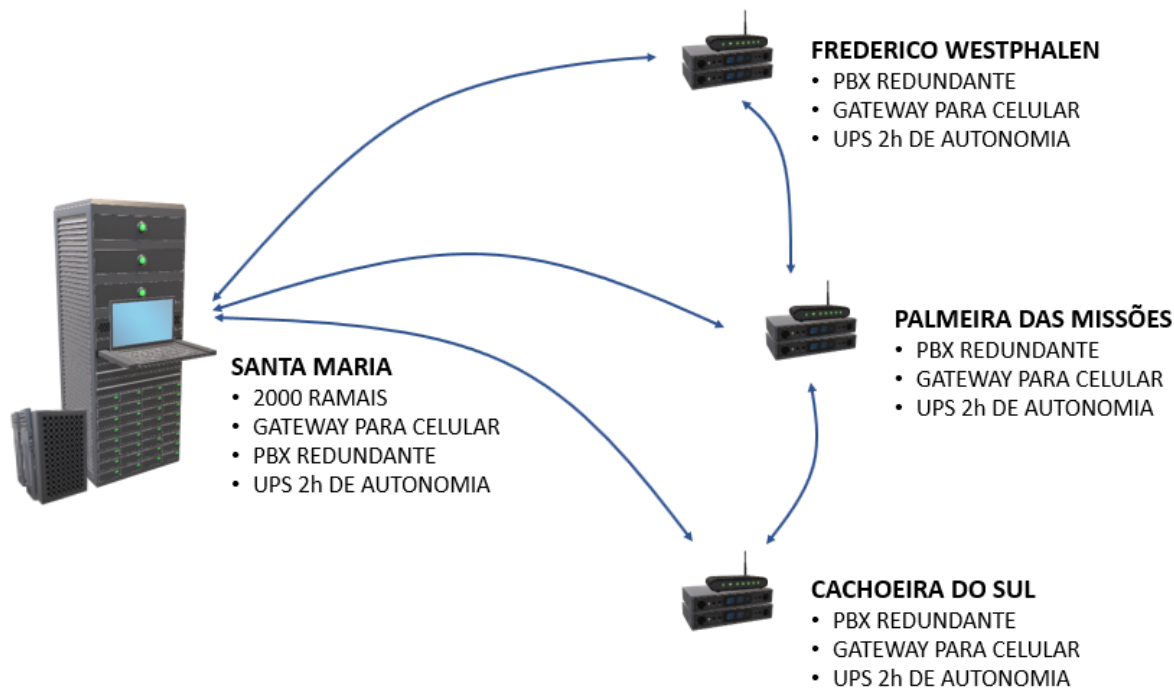 FREDERICO WESTPHALEN
• PBX REDUNDANTE
• GATEWAY PARA CELULAR
• UPS 2h DE AUTONOMIA
SANTA MARIA
• 2000 RAMAIS
• GATEWAY PARA CELULAR
• PBX REDUNDANTE
• UPS 2h DE AUTONOMIA
PALMEIRA DAS MISSÕES
• PBX REDUNDANTE
• GATEWAY PARA CELULAR
• UPS 2h DE AUTONOMIA
CACHOEIRA DO SUL
• PBX REDUNDANTE
• GATEWAY PARA CELULAR
• UPS 2h DE AUTONOMIA